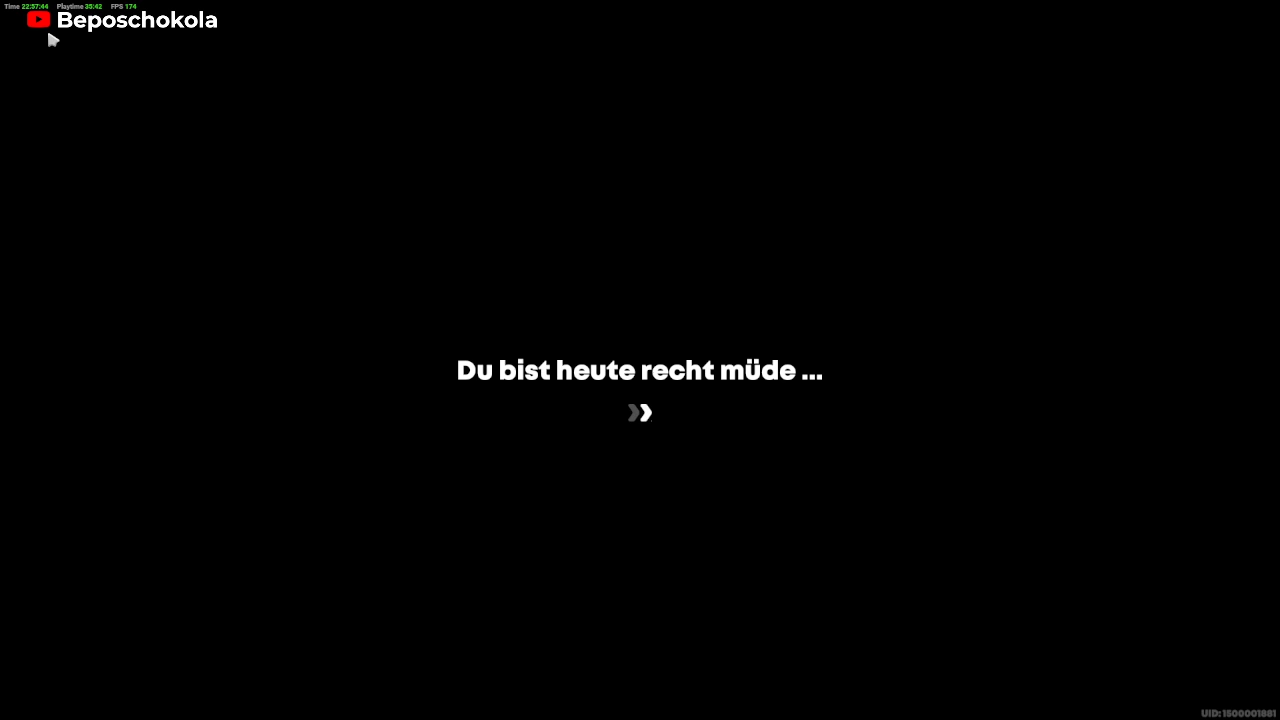 Time 22:57:44 Playtime 35:42 FPS 174
Beposchokola
Du bist heute recht müde ...
UID: 1500001881